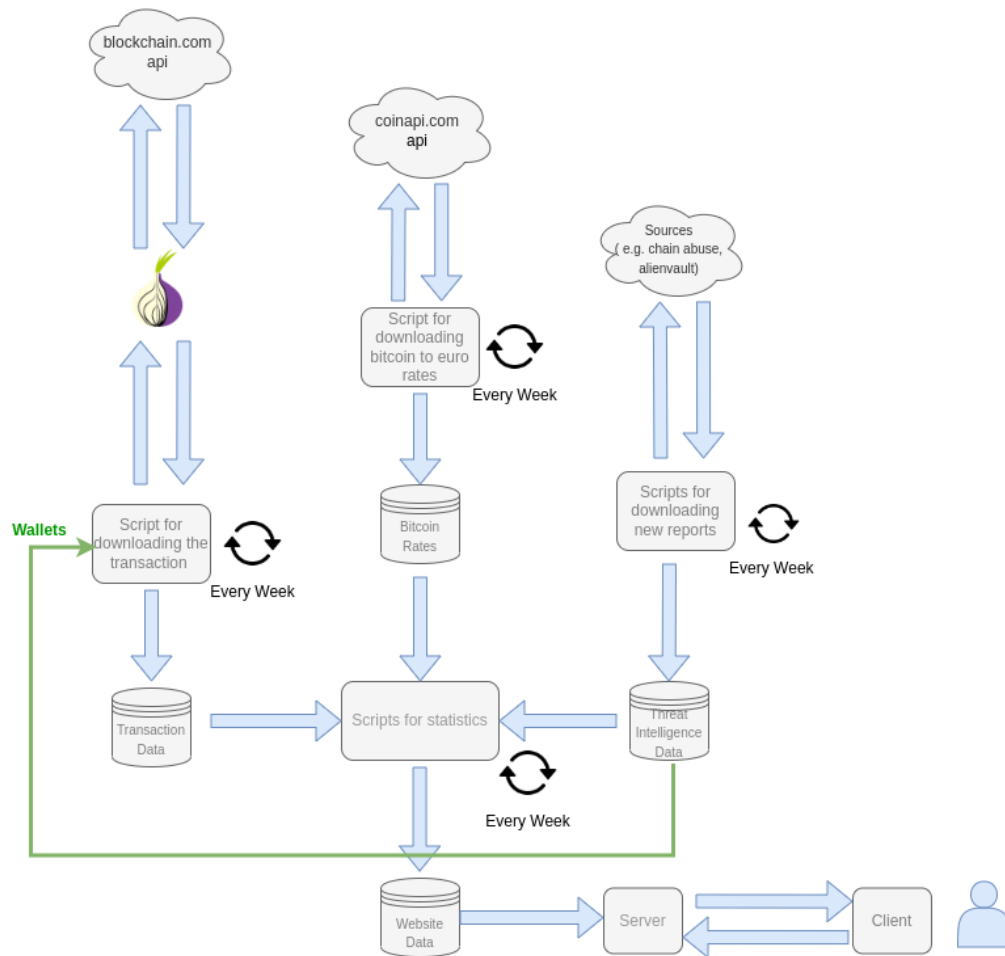 blockchain.com
api
coinapi.com
api
Sources
( e.g. chain abuse,
alienvault)
Script for
downloading
bitcoin to euro
rates
Every Week
Wallets
Script for
downloading the
transaction
Every Week
Bitcoin
Rates
Scripts for
downloading
new reports
Every Week
Transaction
Data
Scripts for statistics
Threat
Intelligence
Data
Every Week
Website
Data
Server
Client